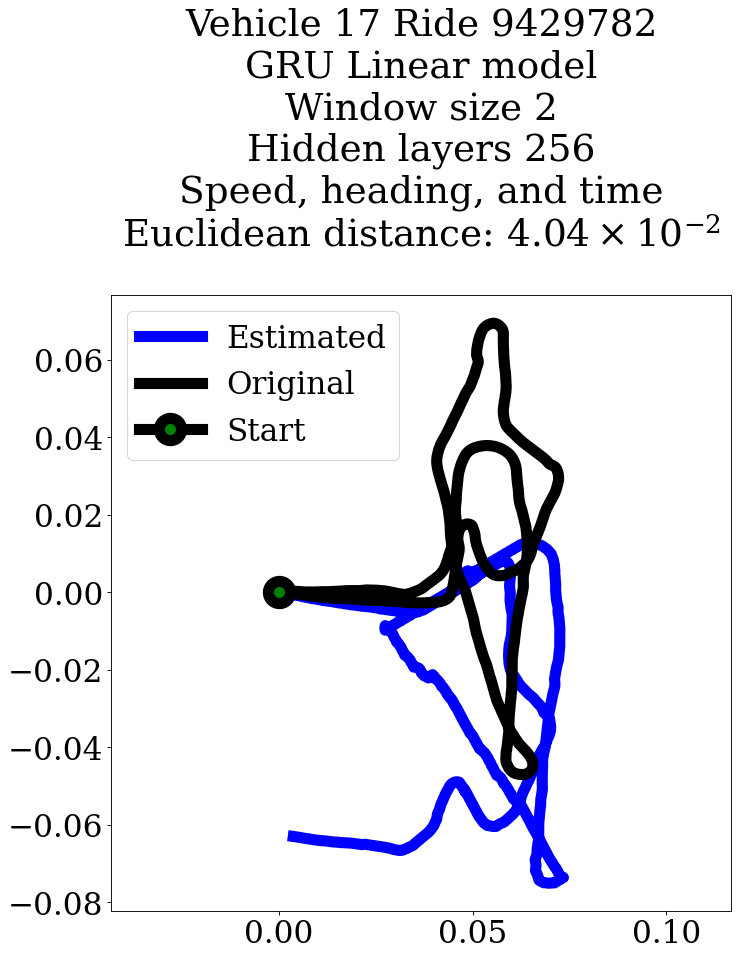 Vehicle 17 Ride 9429782
GRU Linear model
Window size 2
Hidden layers 256
Speed, heading, and time
Euclidean distance: 4.04 × 10⁻²
Estimated
Original
Start
0.06
0.04
0.02
0.00
−0.02
−0.04
−0.06
−0.08
0.00 0.05 0.10